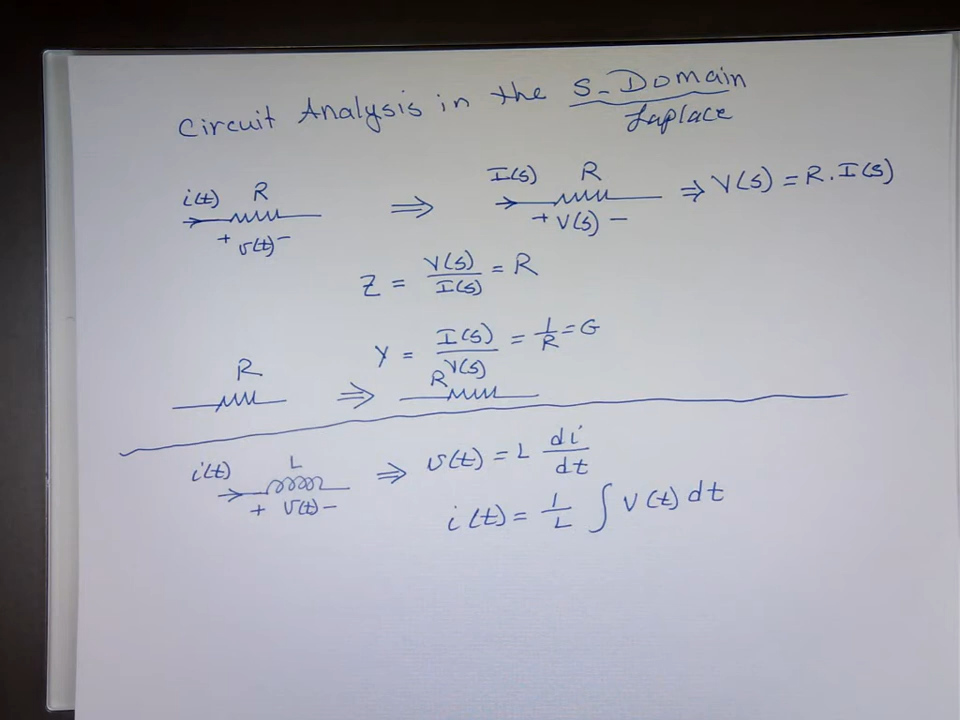 Circuit Analysis in the S-Domain
Laplace
i(t) R ⇒ I(s) R ⇒ V(s) = R . I(s)
+ v(t) - + V(s) -
Z = V(s) / I(s) = R
Y = I(s) / V(s) = 1/R = G
R ⇒ R
i(t) L ⇒ v(t) = L di/dt
+ v(t) -
i(t) = 1/L ∫ v(t) dt